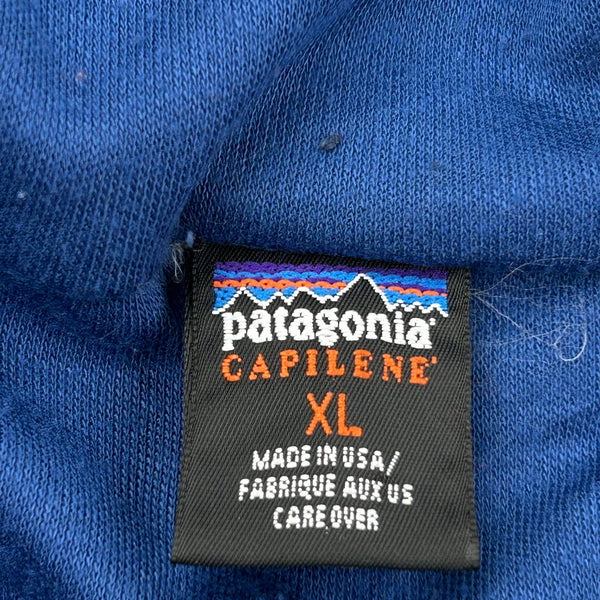 patagonia®
CAPILENE®
XL
MADE IN USA/
FABRIQUE AUX US
CARE OVER